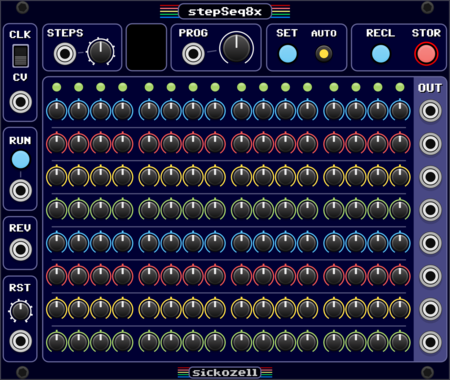 stepSeq8x
CLK
STEPS
PROG
SET
AUTO
RECL
STOR
CV
OUT
RUN
REV
RST
sickozell